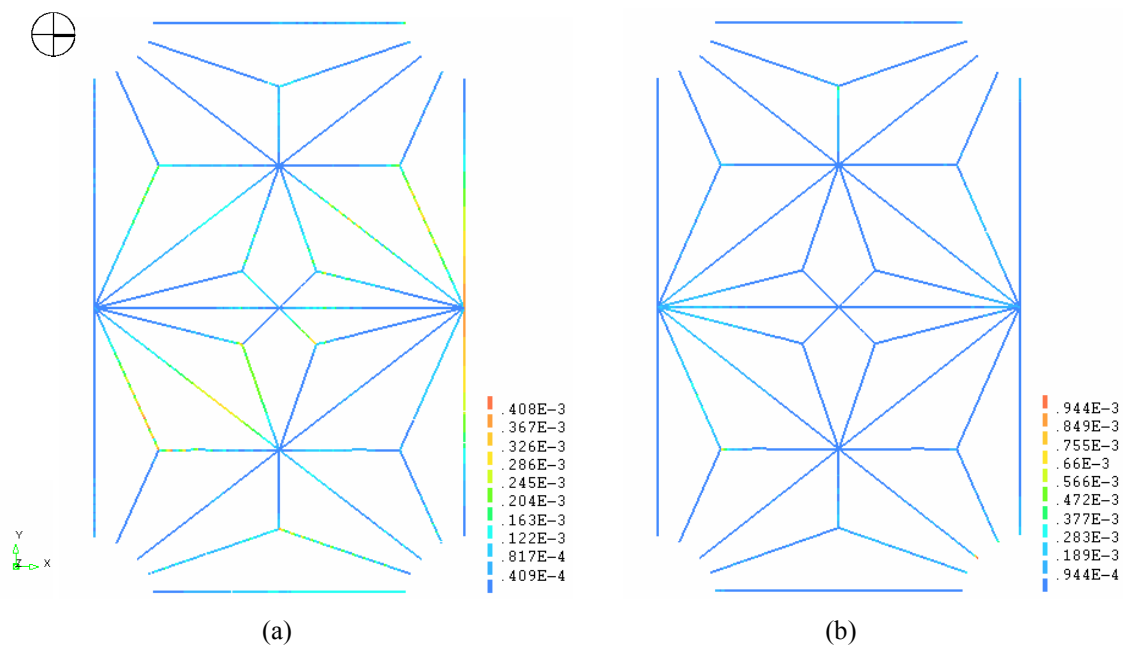 .408E-3
.367E-3
.326E-3
.286E-3
.245E-3
.204E-3
.163E-3
.122E-3
.817E-4
.409E-4
Y
Z X
(a)
.944E-3
.849E-3
.755E-3
.66E-3
.566E-3
.472E-3
.377E-3
.283E-3
.189E-3
.944E-4
(b)